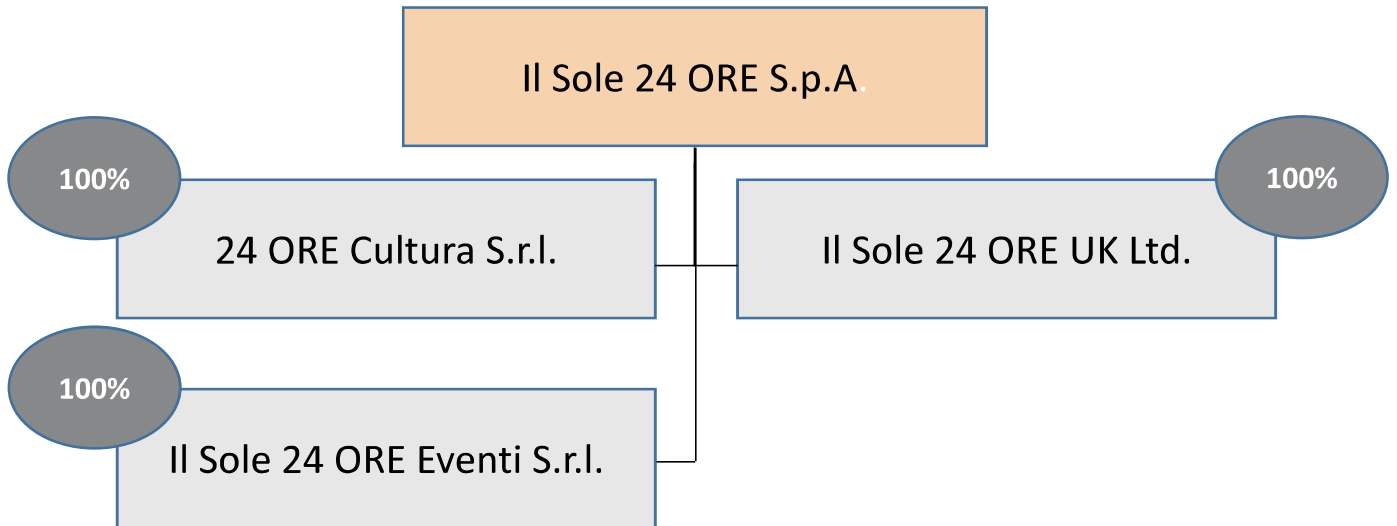 Il Sole 24 ORE S.p.A.
100%
24 ORE Cultura S.r.l.
100%
Il Sole 24 ORE UK Ltd.
100%
Il Sole 24 ORE Eventi S.r.l.